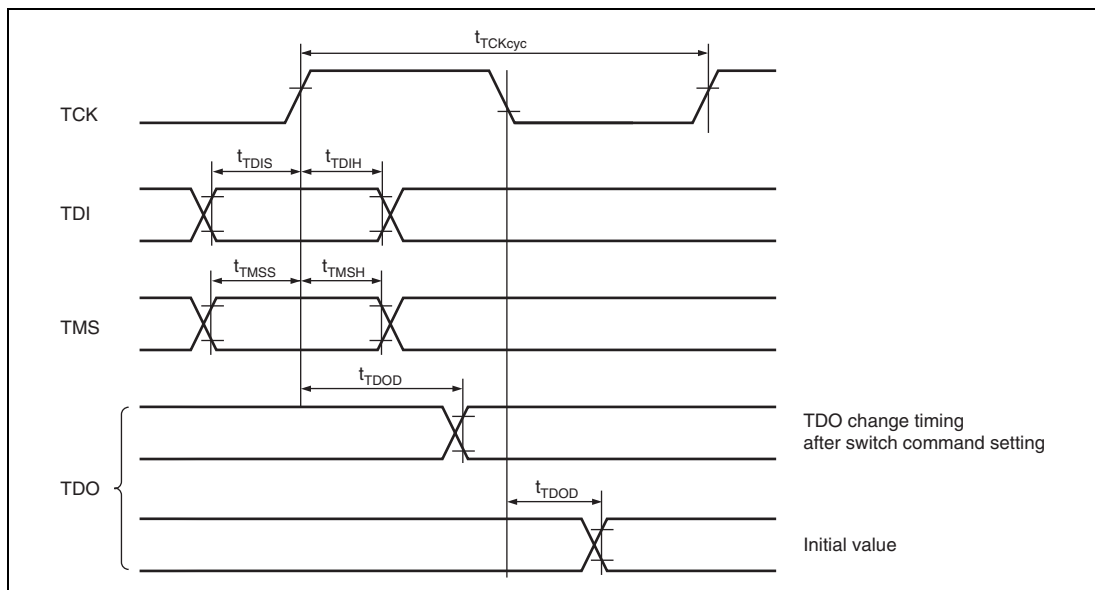 tTCKcyc
TCK
tTDIS
tTDIH
TDI
tTMSS
tTMSH
TMS
tTDOD
TDO change timing
after switch command setting
TDO
tTDOD
Initial value